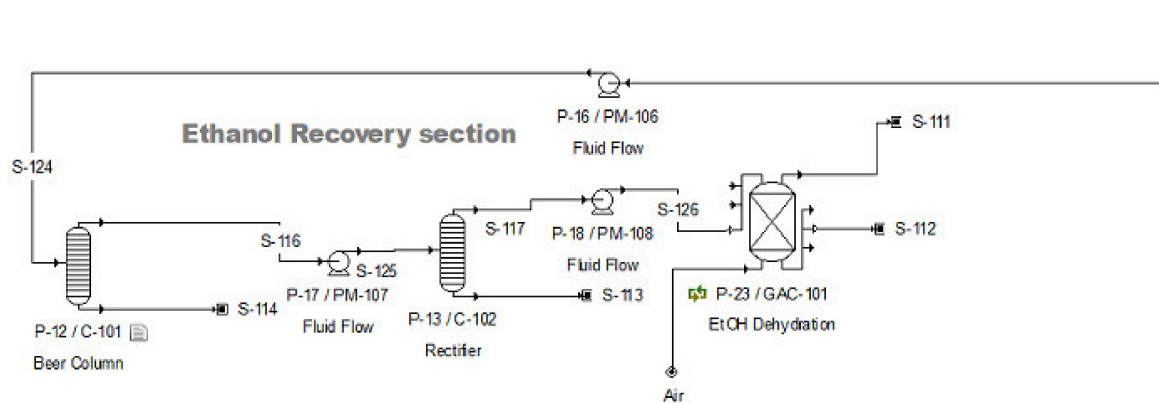 P-16 / PM-106
Fluid Flow
Ethanol Recovery section
S-111
S-124
S-126
S-117
P-18 / PM-108
Fluid Flow
S-112
S-116
S-125
P-17 / PM-107
Fluid Flow
S-114
S-113
P-12 / C-101
Beer Column
P-13 / C-102
Rectifier
P-23 / GAC-101
EtOH Dehydration
Air